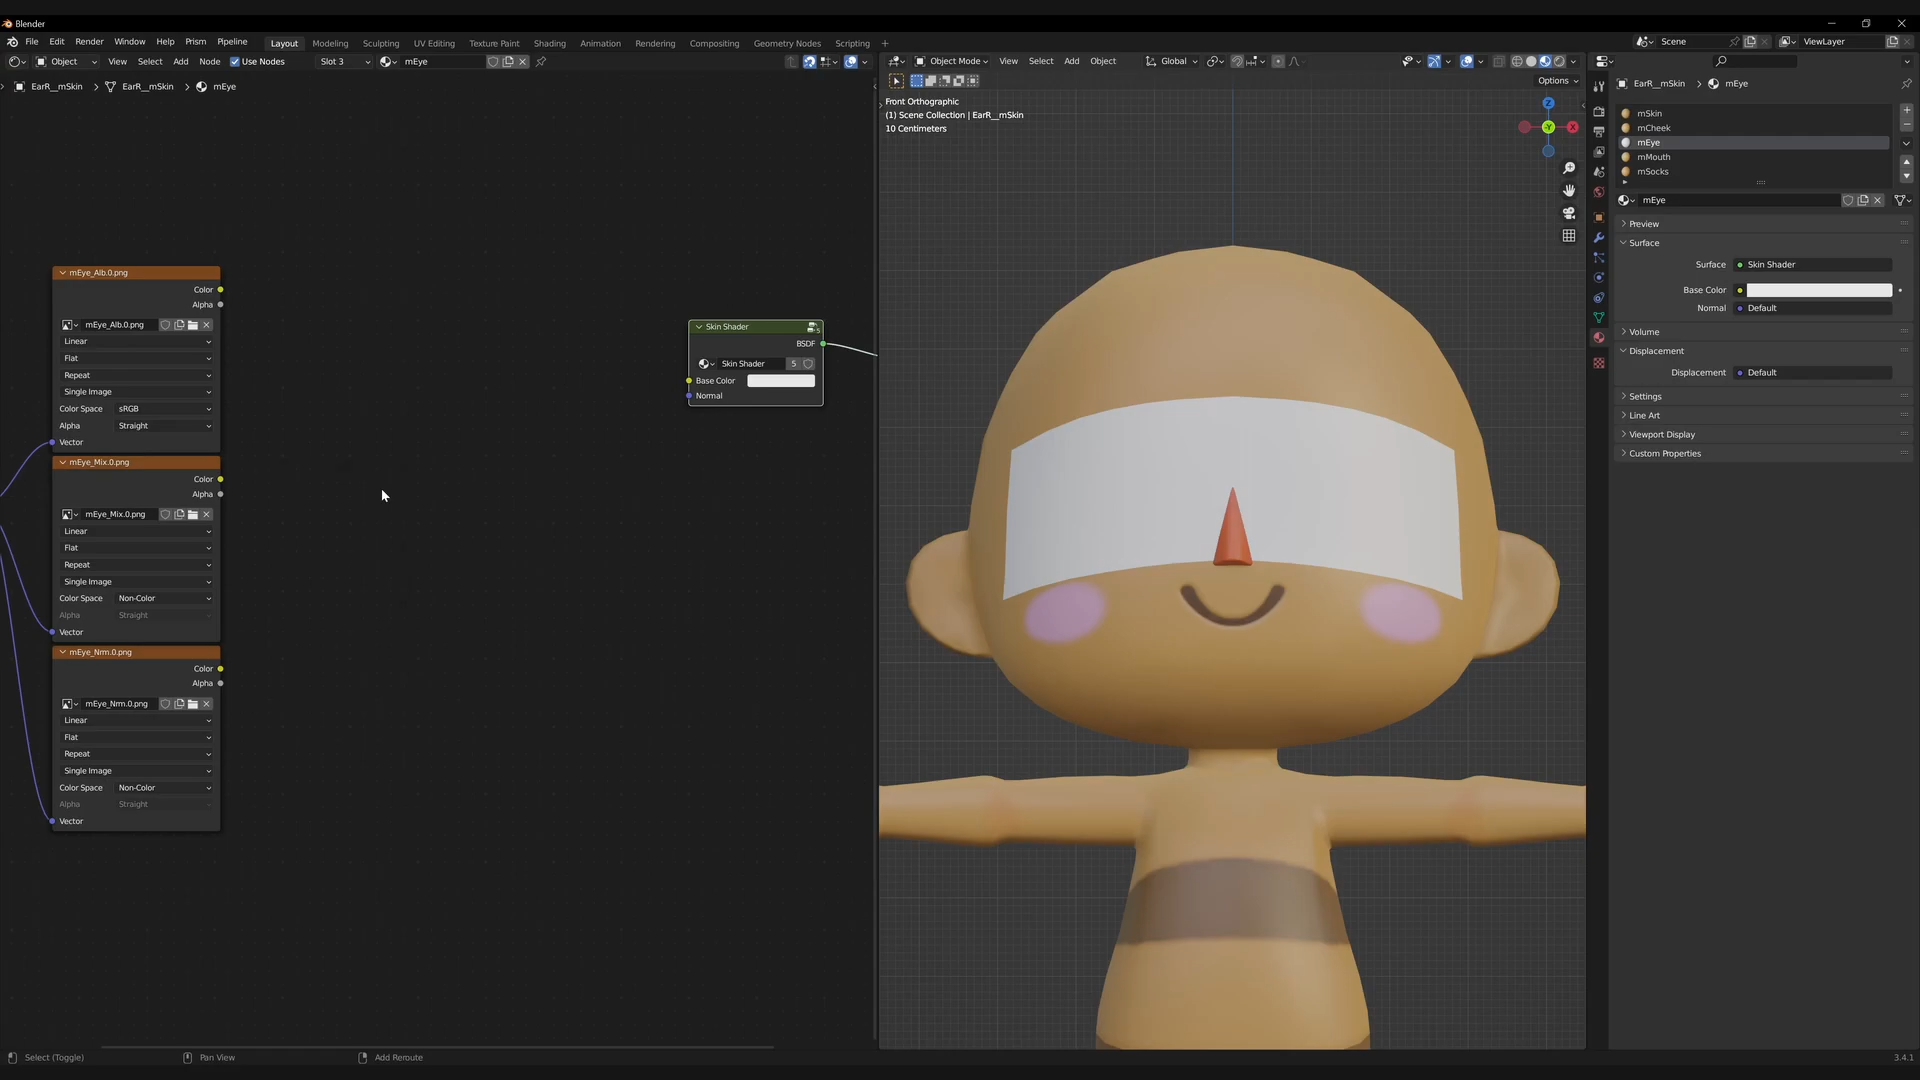 Blender
File Edit Render Window Help Prism Pipeline Layout Modeling Sculpting UV Editing Texture Paint Shading Animation Rendering Compositing Geometry Nodes Scripting + Scene ViewLayer
Object View Select Add Node Use Nodes Slot 3 mEye
EarR__mSkin > EarR__mSkin > mEye
mEye_Alb.0.png
Color
Alpha
mEye_Alb.0.png
Linear
Flat
Repeat
Single Image
Color Space sRGB
Alpha Straight
Vector
mEye_Mix.0.png
Color
Alpha
mEye_Mix.0.png
Linear
Flat
Repeat
Single Image
Color Space Non-Color
Alpha Straight
Vector
mEye_Nrm.0.png
Color
Alpha
mEye_Nrm.0.png
Linear
Flat
Repeat
Single Image
Color Space Non-Color
Alpha Straight
Vector
Skin Shader 5
BSDF
Skin Shader 5
Base Color
Normal
Object Mode View Select Add Object Global
Options
Front Orthographic
(1) Scene Collection | EarR__mSkin
10 Centimeters
Z
Y
X
EarR__mSkin > mEye
mSkin
mCheek
mEye
mMouth
mSocks
mEye
Preview
Surface
Surface Skin Shader
Base Color
Normal Default
Volume
Displacement
Displacement Default
Settings
Line Art
Viewport Display
Custom Properties
Select (Toggle) Pan View Add Reroute 3.4.1